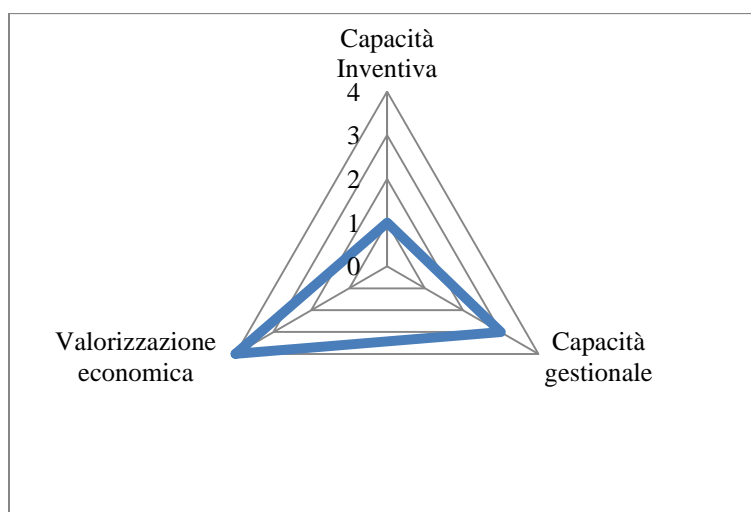 Capacità
Inventiva
4
3
2
1
0
Valorizzazione
economica
Capacità
gestionale